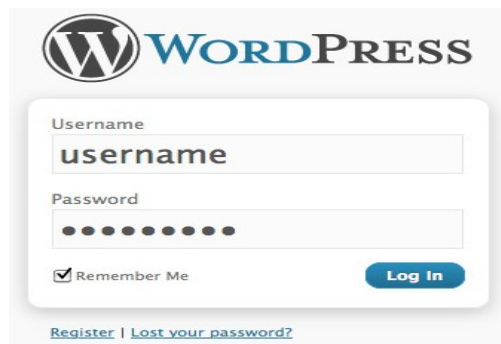 WORDPRESS
Username
username
Password
•••••••••
Remember Me
Log In
Register | Lost your password?